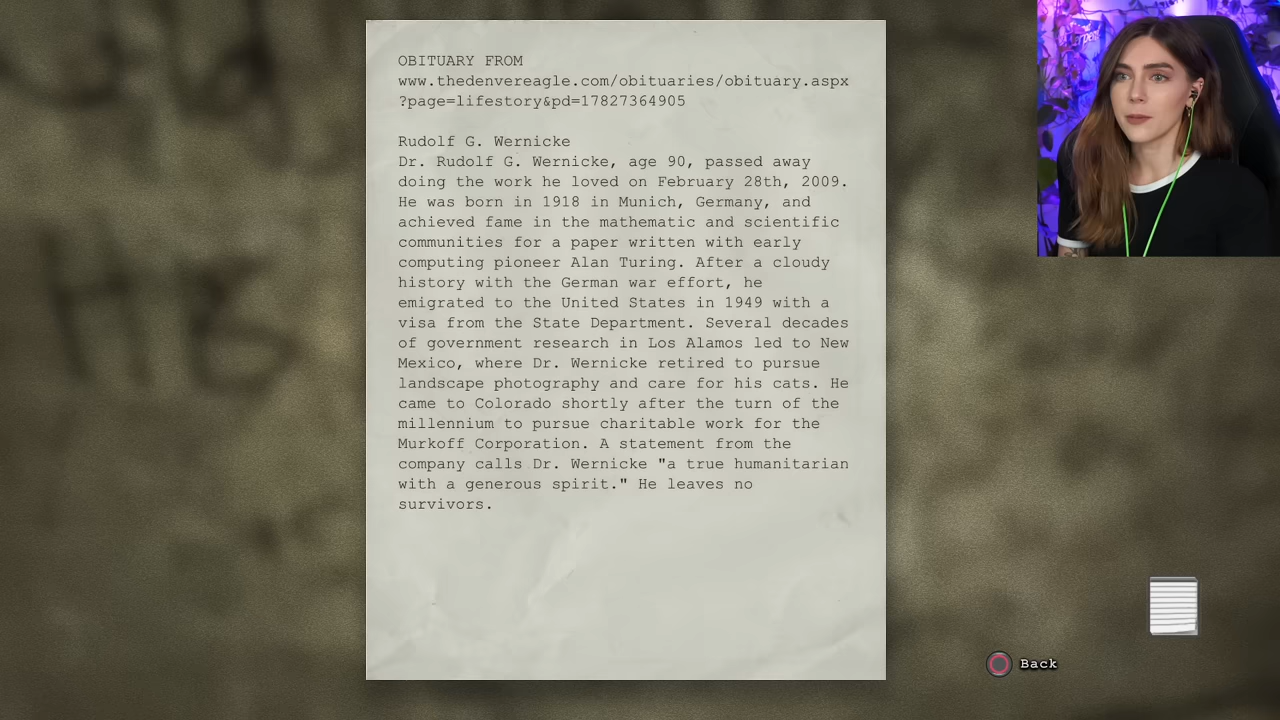 OBITUARY FROM
www.thedenvereagle.com/obituaries/obituary.aspx
?page=lifestory&pd=17827364905
Rudolf G. Wernicke
Dr. Rudolf G. Wernicke, age 90, passed away
doing the work he loved on February 28th, 2009.
He was born in 1918 in Munich, Germany, and
achieved fame in the mathematic and scientific
communities for a paper written with early
computing pioneer Alan Turing. After a cloudy
history with the German war effort, he
emigrated to the United States in 1949 with a
visa from the State Department. Several decades
of government research in Los Alamos led to New
Mexico, where Dr. Wernicke retired to pursue
landscape photography and care for his cats. He
came to Colorado shortly after the turn of the
millennium to pursue charitable work for the
Murkoff Corporation. A statement from the
company calls Dr. Wernicke "a true humanitarian
with a generous spirit." He leaves no
survivors.
Back